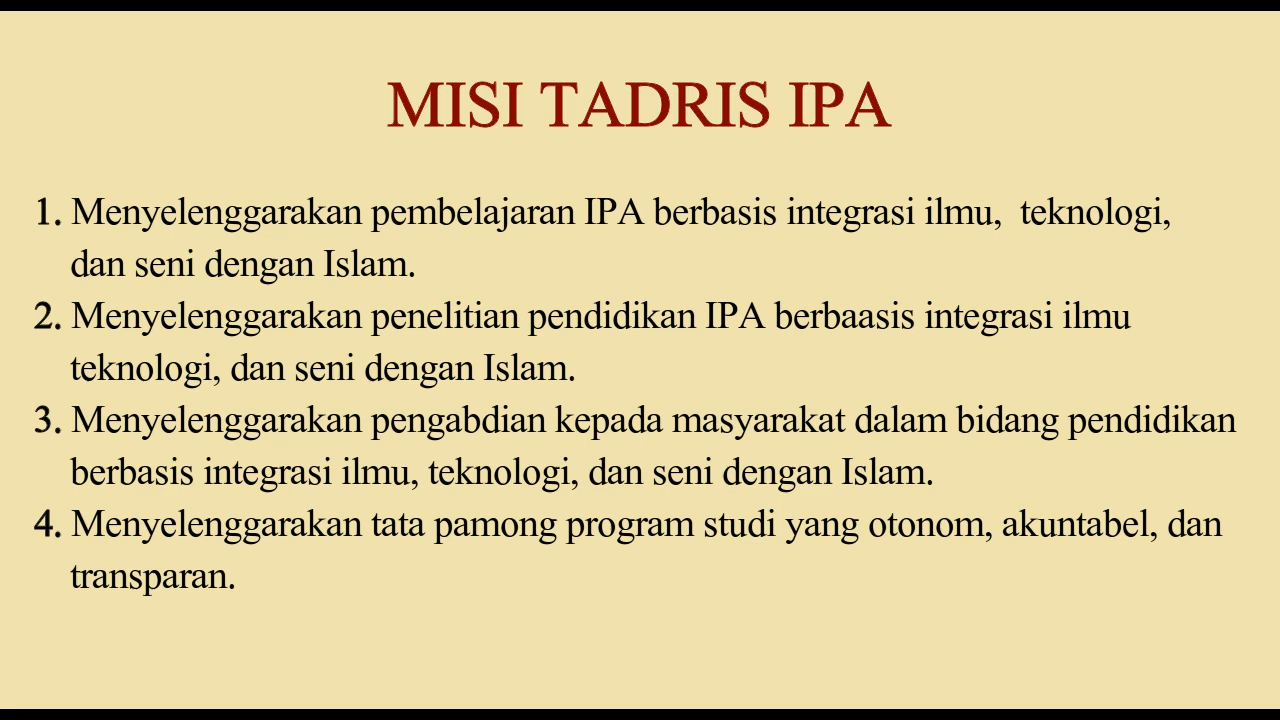 MISI TADRIS IPA
1. Menyelenggarakan pembelajaran IPA berbasis integrasi ilmu,  teknologi,
dan seni dengan Islam.
2. Menyelenggarakan penelitian pendidikan IPA berbaasis integrasi ilmu
teknologi, dan seni dengan Islam.
3. Menyelenggarakan pengabdian kepada masyarakat dalam bidang pendidikan
berbasis integrasi ilmu, teknologi, dan seni dengan Islam.
4. Menyelenggarakan tata pamong program studi yang otonom, akuntabel, dan
transparan.